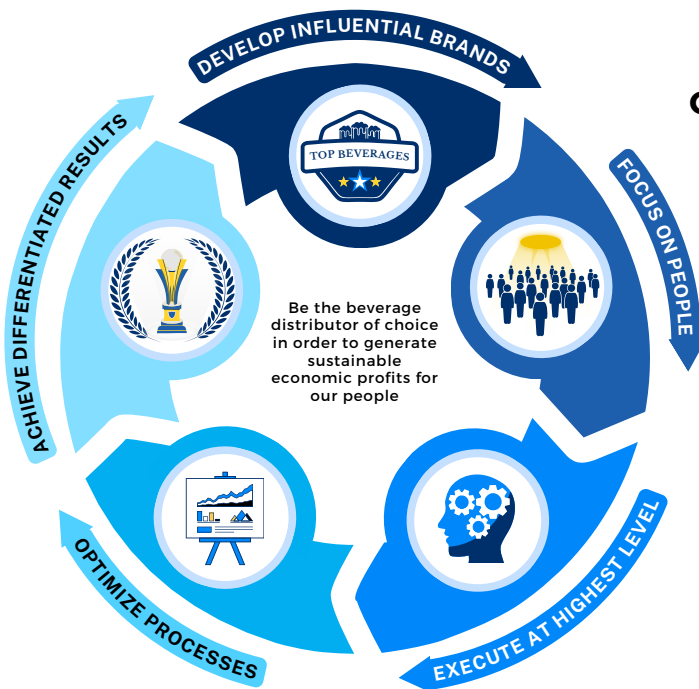 DEVELOP INFLUENTIAL BRANDS
TOP BEVERAGES
FOCUS ON PEOPLE
EXECUTE AT HIGHEST LEVEL
OPTIMIZE PROCESSES
ACHIEVE DIFFERENTIATED RESULTS
Be the beverage
distributor of choice
in order to generate
sustainable
economic profits for
our people